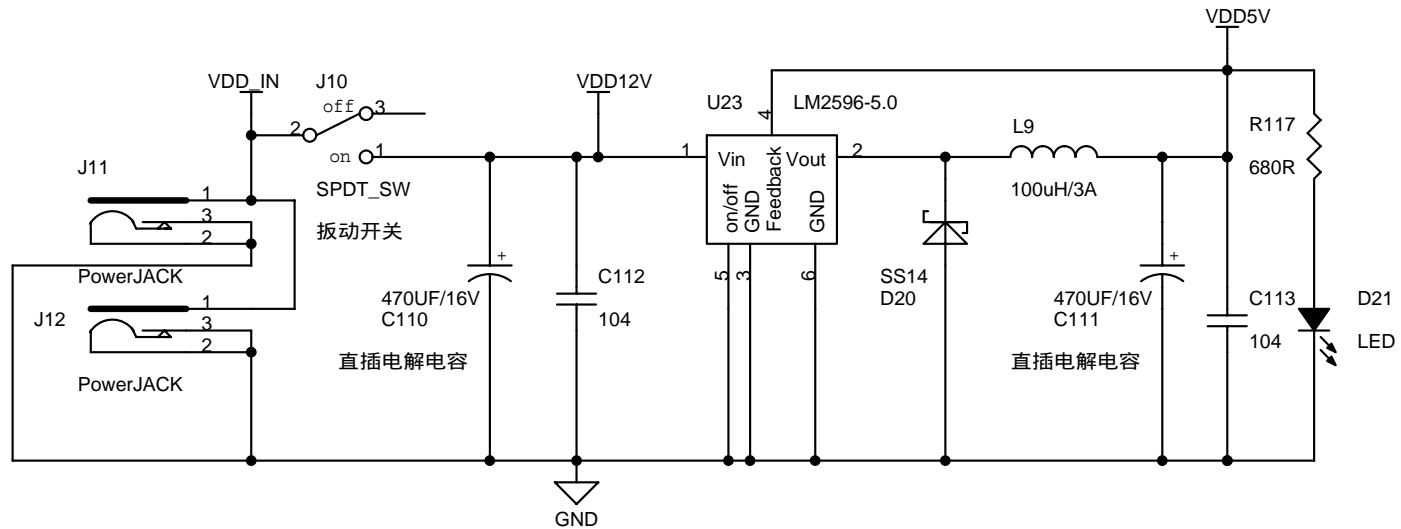 VDD5V
VDD_IN
J10
off
3
2
on
1
SPDT_SW
扳动开关
VDD12V
U23
LM2596-5.0
4
1
Vin
Vout
2
on/off
GND
Feedback
GND
5
3
6
L9
100uH/3A
R117
680R
J11
1
3
2
PowerJACK
J12
1
3
2
PowerJACK
+
470UF/16V
C110
直插电解电容
C112
104
SS14
D20
+
470UF/16V
C111
直插电解电容
C113
104
D21
LED
GND